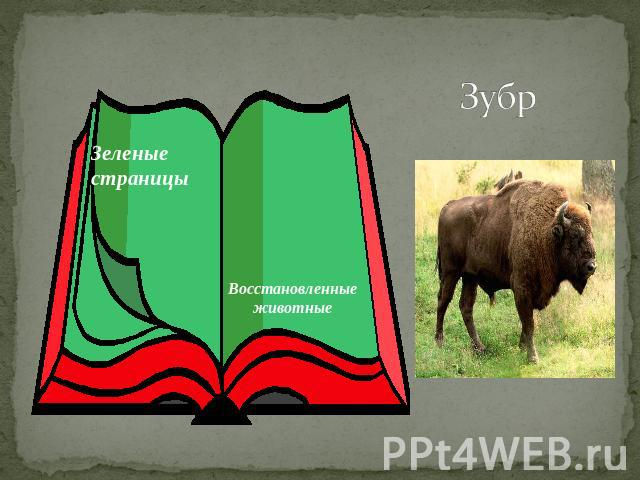 Зубр
Зеленые
страницы
Восстановленные
животные
PPt4WEB.ru